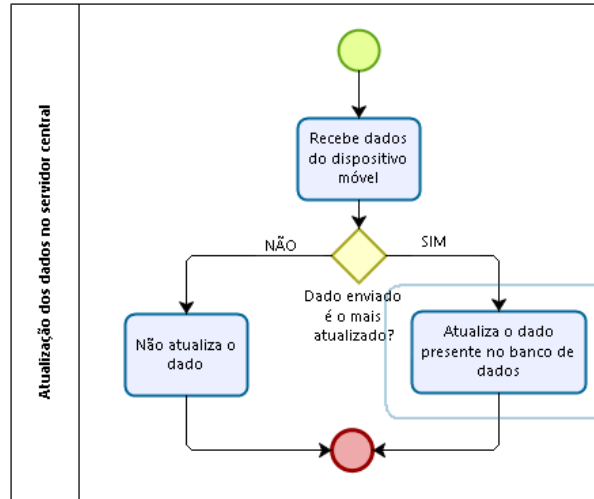 Atualização dos dados no servidor central
Recebe dados
do dispositivo
móvel
NÃO
SIM
Dado enviado
é o mais
atualizado?
Não atualiza o
dado
Atualiza o dado
presente no banco de
dados